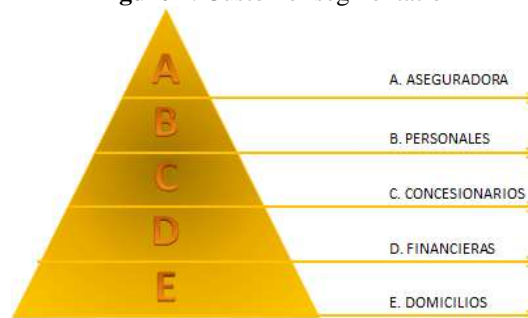 A
A. ASEGURADORA
B
B. PERSONALES
C
C. CONCESIONARIOS
D
D. FINANCIERAS
E
E. DOMICILIOS